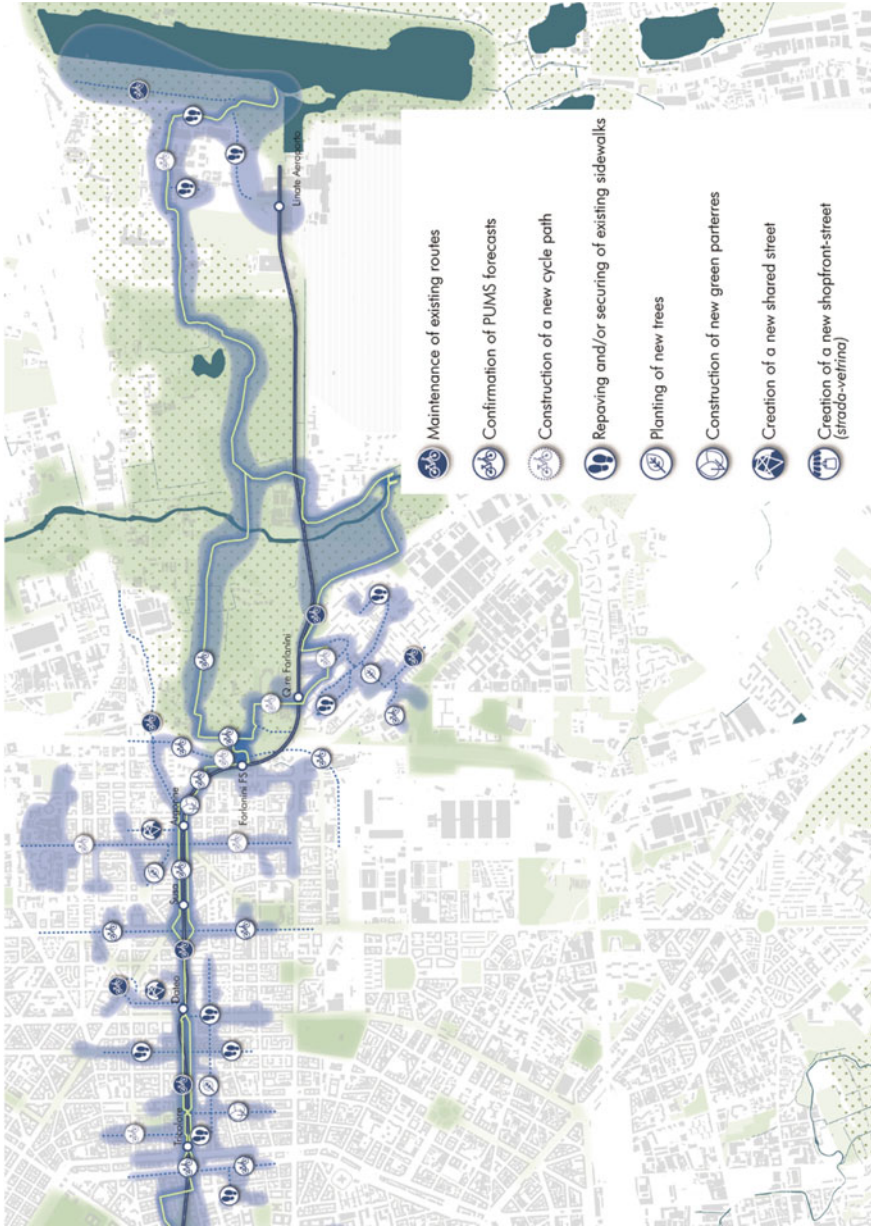 Tricolore
Dateo
Susa
Argonne
Forlanini FS
Q.re Forlanini
Linate Aeroporto
Maintenance of existing routes
Confirmation of PUMS forecasts
Construction of a new cycle path
Repaving and/or securing of existing sidewalks
Planting of new trees
Construction of new green parterres
Creation of a new shared street
Creation of a new shopfront-street
(strada-vetrina)